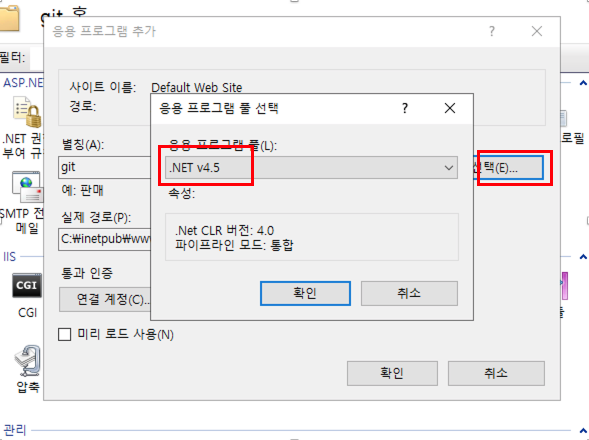 git 홈
응용 프로그램 추가
? ×
필터:
ASP.NE
사이트 이름: Default Web Site
경로:
응용 프로그램 풀 선택
? ×
.NET 권
부여 규
별칭(A):
응용 프로그램 풀(L):
git
.NET v4.5
선택(E)...
로필
예: 판매
속성:
SMTP 전
메일
실제 경로(P):
.Net CLR 버전: 4.0
C:₩inetpub₩ww
파이프라인 모드: 통합
IIS
통과 인증
확인
취소
CGI
연결 계정(C)...
CGI
미리 로드 사용(N)
압축
확인
취소
관리